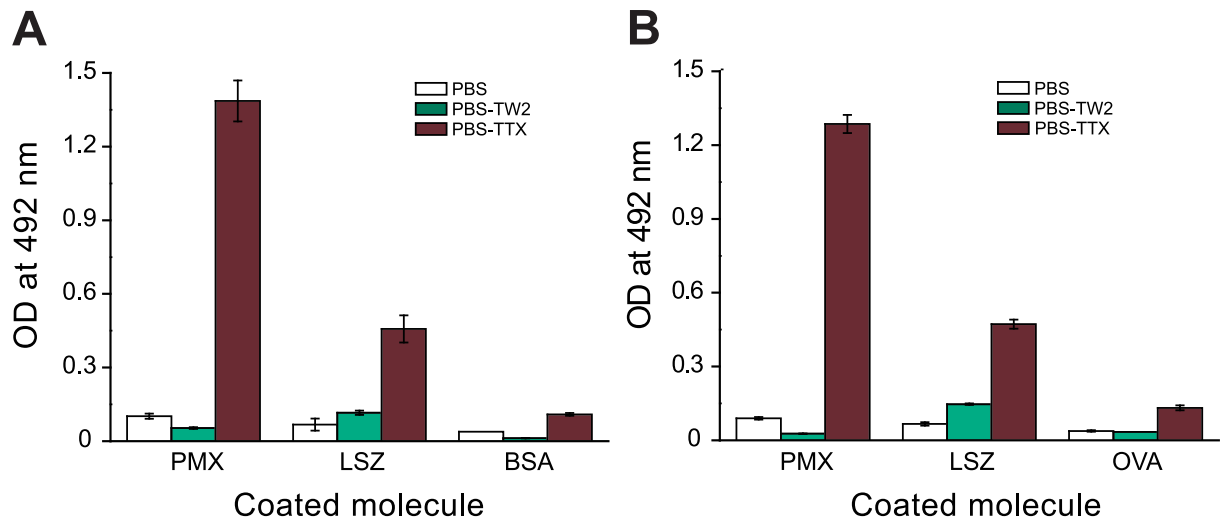 A
OD at 492 nm
1.5
1.2
0.9
0.6
0.3
0
PBS
PBS-TW2
PBS-TTX
PMX LSZ BSA
Coated molecule
B
OD at 492 nm
1.5
1.2
0.9
0.6
0.3
0
PBS
PBS-TW2
PBS-TTX
PMX LSZ OVA
Coated molecule